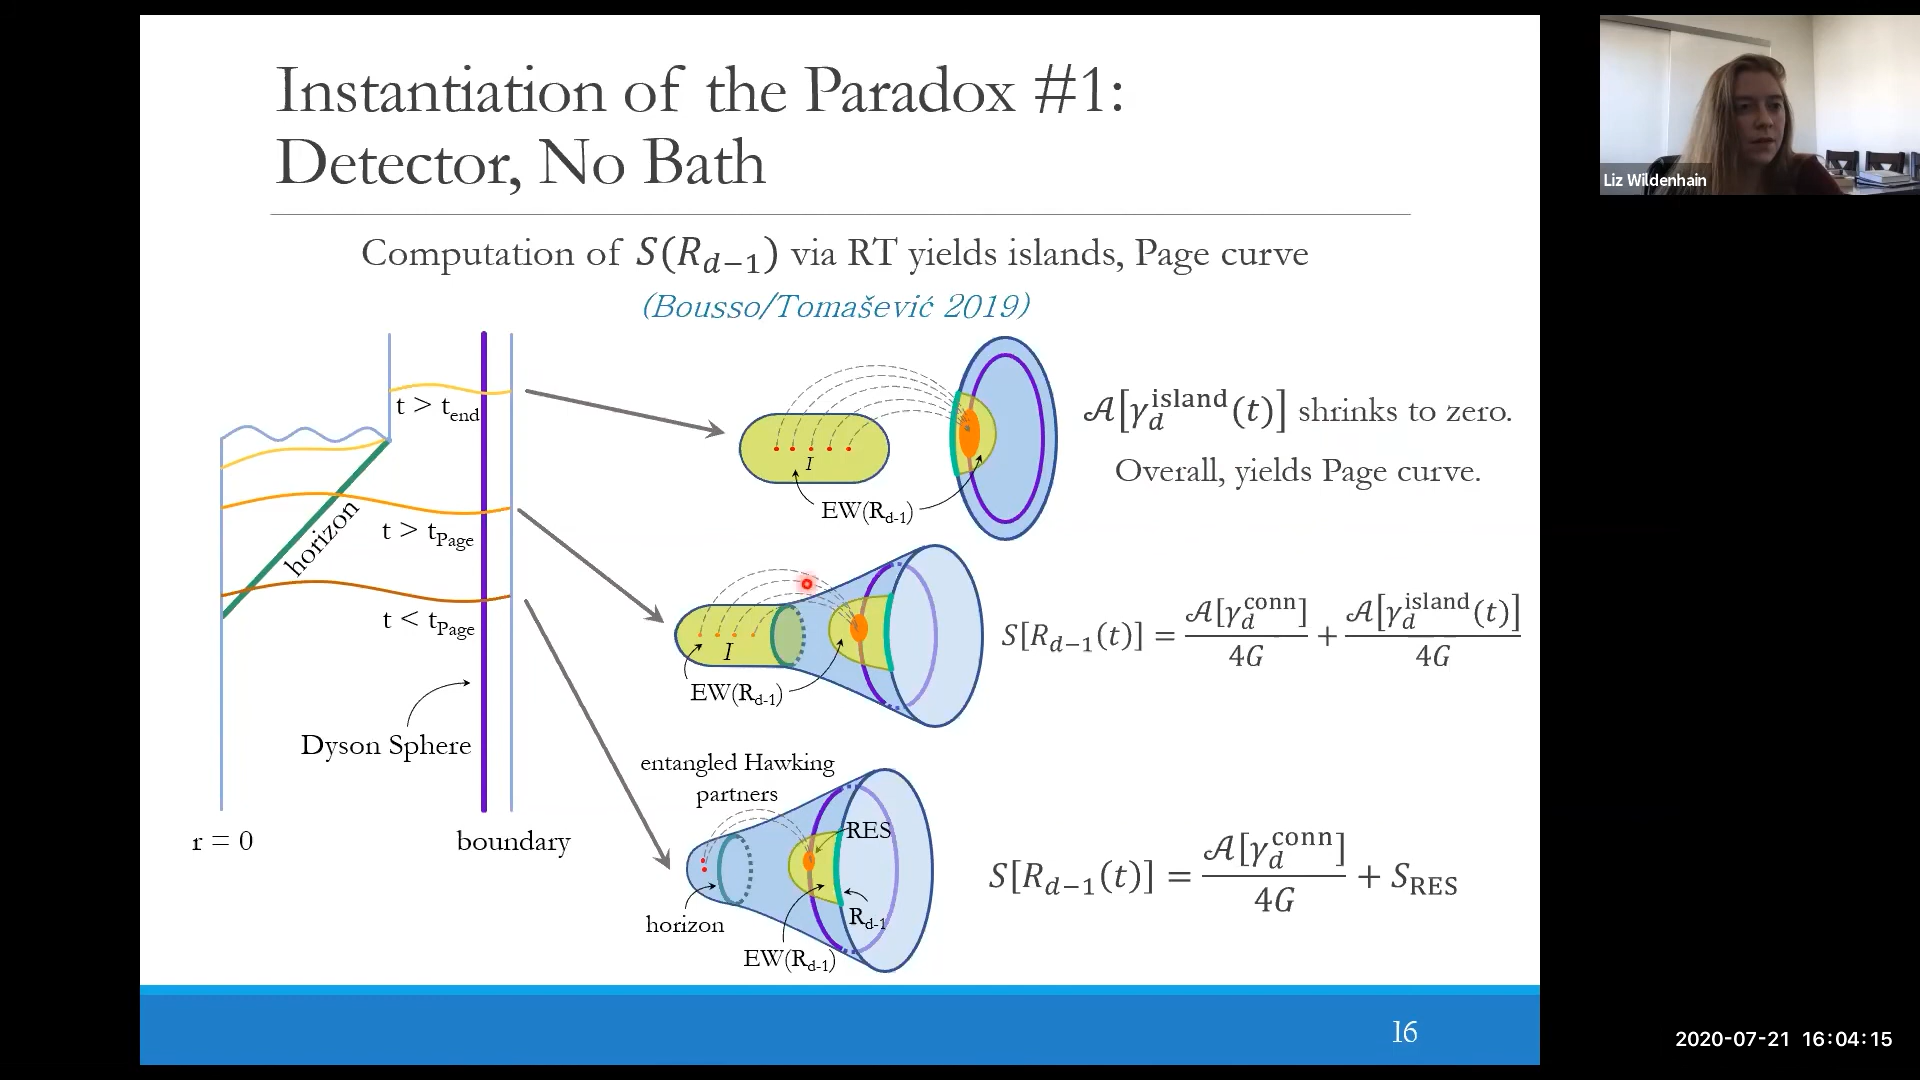 Instantiation of the Paradox #1:
Detector, No Bath
Computation of S(R_{d−1}) via RT yields islands, Page curve
(Bousso/Tomašević 2019)
t > t_end
t > t_Page
horizon
t < t_Page
Dyson Sphere
r = 0
boundary
I
EW(R_{d-1})
𝒜[γ_d^island(t)] shrinks to zero.
Overall, yields Page curve.
I
EW(R_{d-1})
S[R_{d−1}(t)] = 𝒜[γ_d^conn]/4G + 𝒜[γ_d^island(t)]/4G
entangled Hawking
partners
RES
horizon
R_{d-1}
EW(R_{d-1})
S[R_{d−1}(t)] = 𝒜[γ_d^conn]/4G + S_RES
16
Liz Wildenhain
2020-07-21 16:04:15